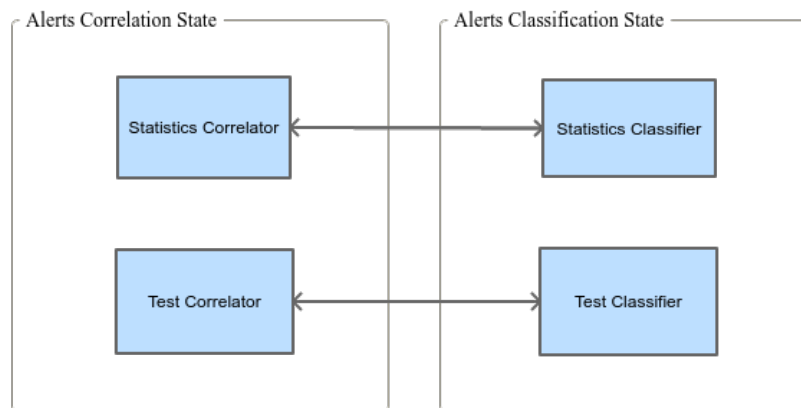 Alerts Correlation State
Alerts Classification State
Statistics Correlator
Statistics Classifier
Test Correlator
Test Classifier